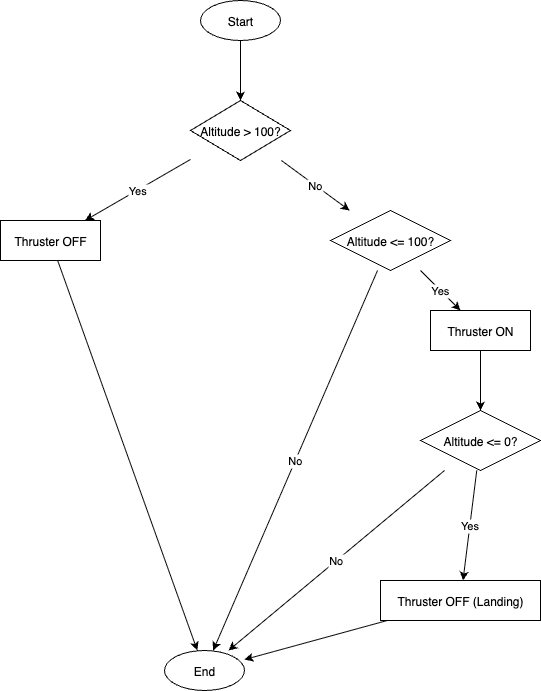 Start
Altitude > 100?
Yes
No
Thruster OFF
Altitude <= 100?
Yes
Thruster ON
Altitude <= 0?
No
Yes
No
Thruster OFF (Landing)
End